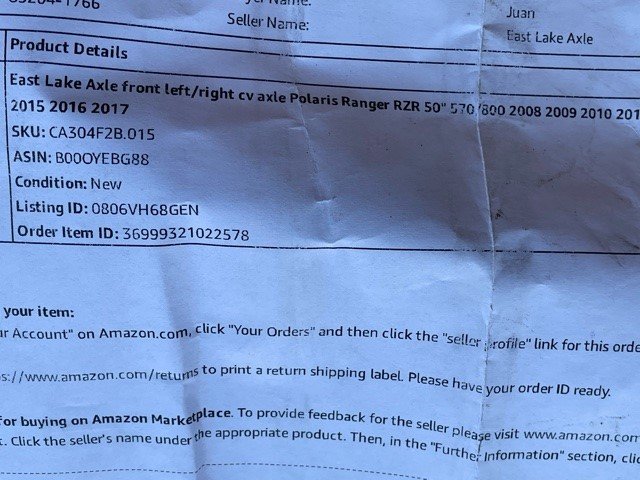 Seller Name:
Juan
East Lake Axle
Product Details
East Lake Axle front left/right cv axle Polaris Ranger RZR 50" 570/800 2008 2009 2010 201
2015 2016 2017
SKU: CA304F2B.015
ASIN: B00OYEBG88
Condition: New
Listing ID: 0806VH68GEN
Order Item ID: 36999321022578
your item:
ur Account" on Amazon.com, click "Your Orders" and then click the "seller profile" link for this orde
s://www.amazon.com/returns to print a return shipping label. Please have your order ID ready.
for buying on Amazon Marketplace. To provide feedback for the seller please visit www.amazon.com
t. Click the seller's name under the appropriate product. Then, in the "Further Information" section, clic